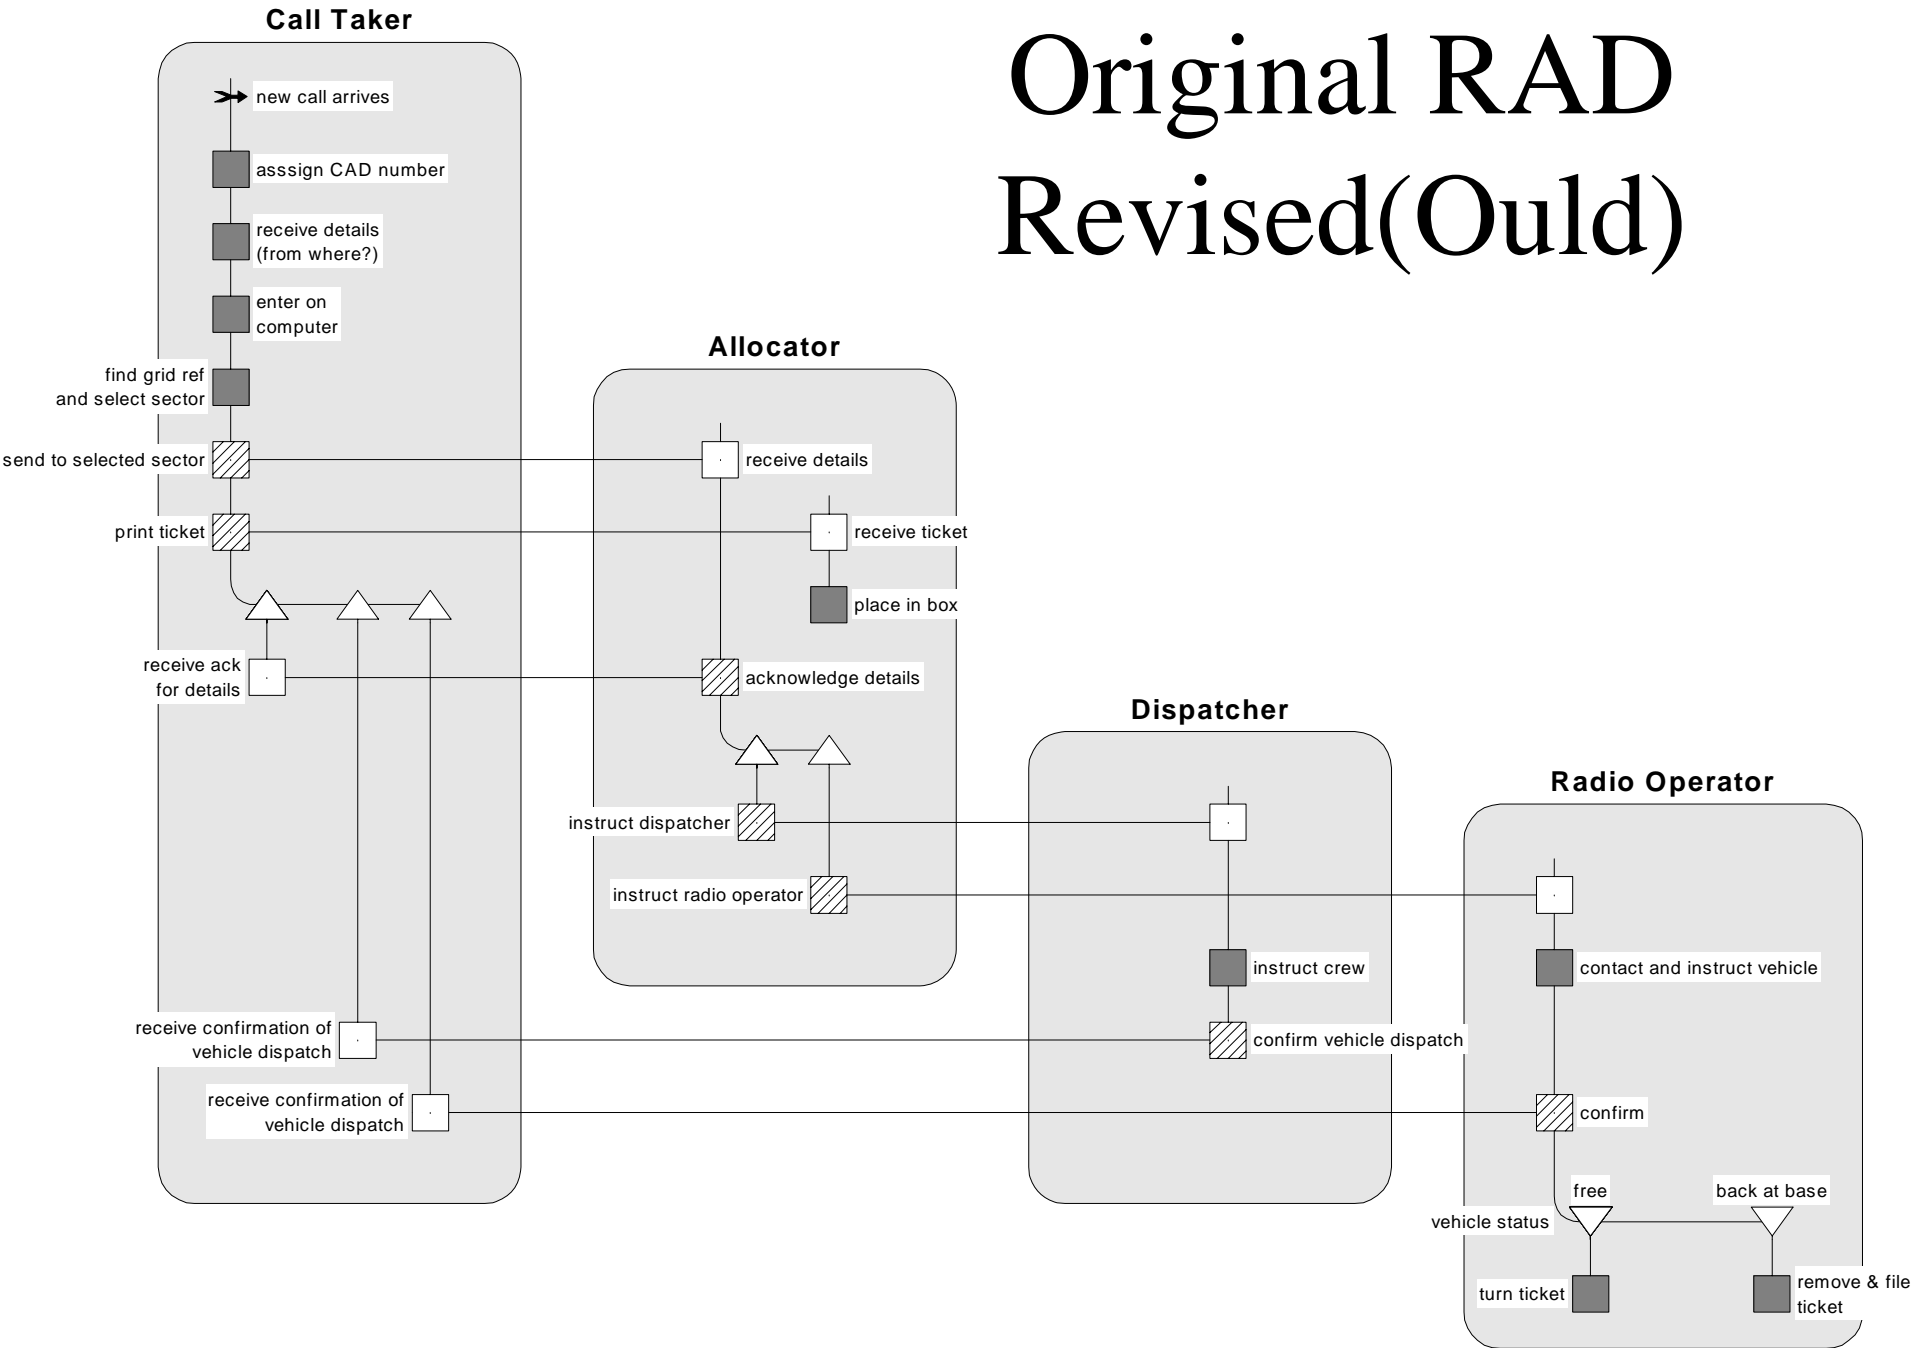 Original RAD
Revised(Ould)
Call Taker
new call arrives
asssign CAD number
receive details
(from where?)
enter on
computer
find grid ref
and select sector
send to selected sector
print ticket
receive ack
for details
receive confirmation of
vehicle dispatch
receive confirmation of
vehicle dispatch
Allocator
receive details
receive ticket
place in box
acknowledge details
instruct dispatcher
instruct radio operator
Dispatcher
instruct crew
confirm vehicle dispatch
Radio Operator
contact and instruct vehicle
confirm
free
back at base
vehicle status
turn ticket
remove & file
ticket